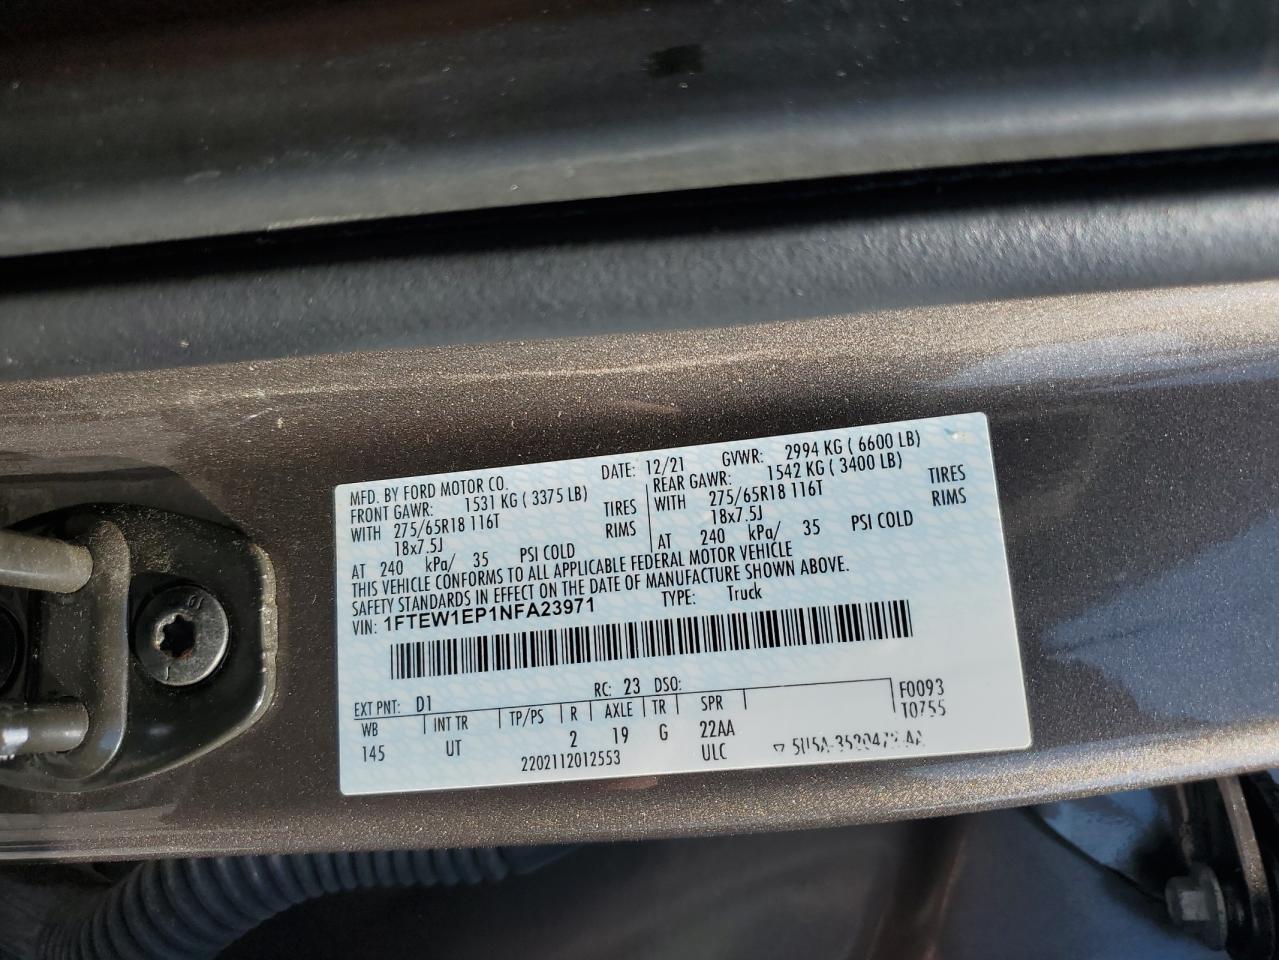 MFD. BY FORD MOTOR CO. DATE: 12/21 GVWR: 2994 KG ( 6600 LB)
FRONT GAWR: 1531 KG ( 3375 LB) REAR GAWR: 1542 KG ( 3400 LB)
WITH 275/65R18 116T TIRES WITH 275/65R18 116T TIRES
18x7.5J RIMS 18x7.5J RIMS
AT 240 kPa/ 35 PSI COLD AT 240 kPa/ 35 PSI COLD
THIS VEHICLE CONFORMS TO ALL APPLICABLE FEDERAL MOTOR VEHICLE
SAFETY STANDARDS IN EFFECT ON THE DATE OF MANUFACTURE SHOWN ABOVE.
VIN: 1FTEW1EP1NFA23971 TYPE: Truck
EXT PNT: D1 RC: 23 DSO: F0093
WB INT TR TP/PS R AXLE TR SPR T0755
145 UT 2 19 G 22AA
2202112012553 ULC